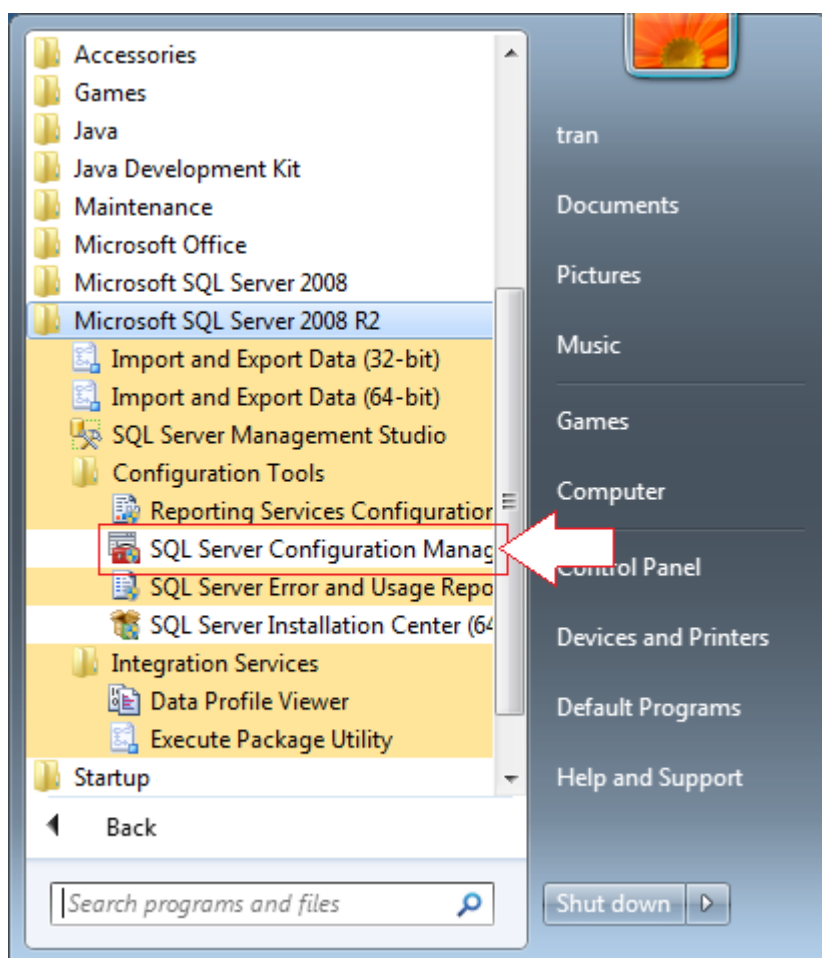 Accessories
Games
Java
Java Development Kit
Maintenance
Microsoft Office
Microsoft SQL Server 2008
Microsoft SQL Server 2008 R2
Import and Export Data (32-bit)
Import and Export Data (64-bit)
SQL Server Management Studio
Configuration Tools
Reporting Services Configuration
SQL Server Configuration Manag
SQL Server Error and Usage Repo
SQL Server Installation Center (64
Integration Services
Data Profile Viewer
Execute Package Utility
Startup
Back
Search programs and files
tran
Documents
Pictures
Music
Games
Computer
Control Panel
Devices and Printers
Default Programs
Help and Support
Shut down